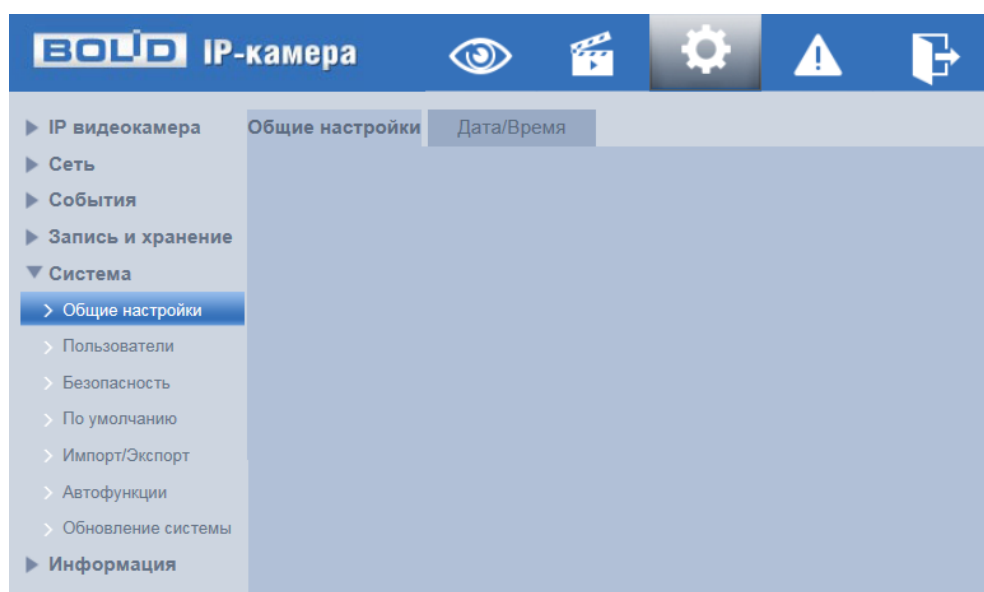 BOLID IP-камера
IP видеокамера
Общие настройки
Дата/Время
Сеть
События
Запись и хранение
Система
Общие настройки
Пользователи
Безопасность
По умолчанию
Импорт/Экспорт
Автофункции
Обновление системы
Информация